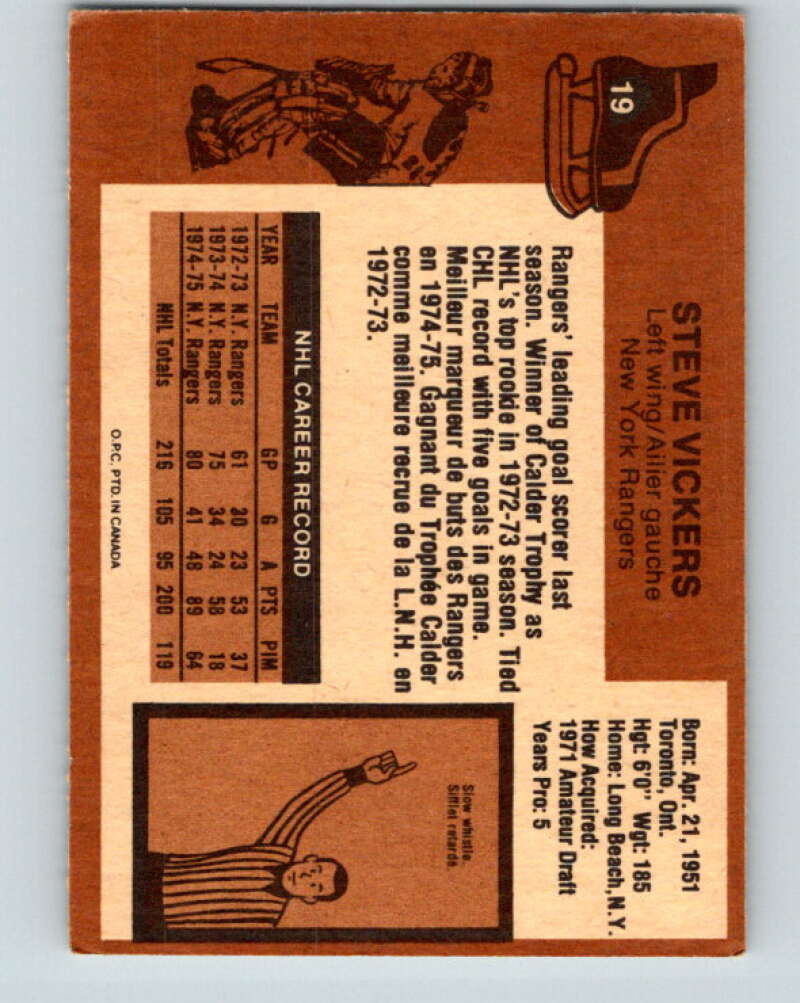 19
STEVE VICKERS
Left wing/Ailier gauche
New York Rangers
Born: Apr. 21, 1951
Toronto, Ont.
Hgt: 6'0" Wgt: 185
Home: Long Beach, N.Y.
How Acquired:
1971 Amateur Draft
Years Pro: 5
Rangers' leading goal scorer last
season. Winner of Calder Trophy as
NHL's top rookie in 1972-73 season. Tied
CHL record with five goals in game.
Meilleur marqueur de buts des Rangers
en 1974-75. Gagnant du Trophée Calder
comme meilleure recrue de la L.N.H. en
1972-73.
NHL CAREER RECORD
YEAR TEAM GP G A PTS PIM
1972-73 N.Y. Rangers 61 30 23 53 37
1973-74 N.Y. Rangers 75 34 24 58 18
1974-75 N.Y. Rangers 80 41 48 89 64
NHL Totals 216 105 95 200 119
Slow whistle.
Sifflet retardé.
O.P.C. PTD. IN CANADA